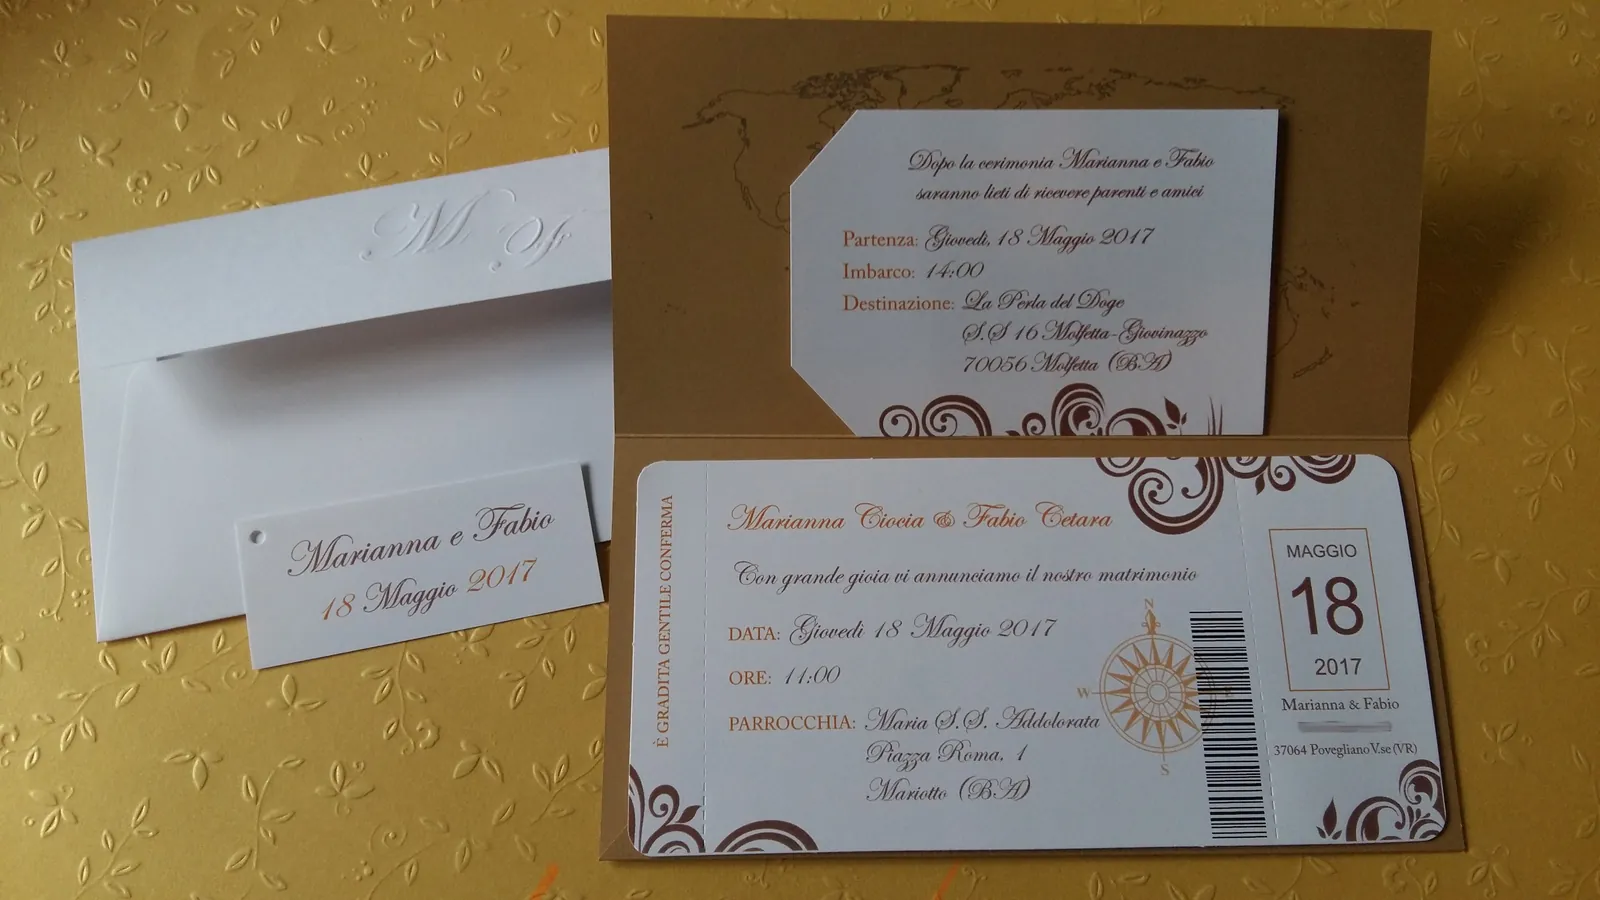 M. F.
Marianna e Fabio
18 Maggio 2017
Dopo la cerimonia Marianna e Fabio
saranno lieti di ricevere parenti e amici
Partenza: Giovedì, 18 Maggio 2017
Imbarco: 14:00
Destinazione: La Perla del Doge
S.S 16 Molfetta-Giovinazzo
70056 Molfetta (BA)
È GRADITA GENTILE CONFERMA
Marianna Ciocia & Fabio Cetara
Con grande gioia vi annunciamo il nostro matrimonio
DATA: Giovedì 18 Maggio 2017
ORE: 11:00
PARROCCHIA: Maria S.S. Addolorata
Piazza Roma, 1
Mariotto (BA)
N
W
S
MAGGIO
18
2017
Marianna & Fabio
37064 Povegliano V.se (VR)